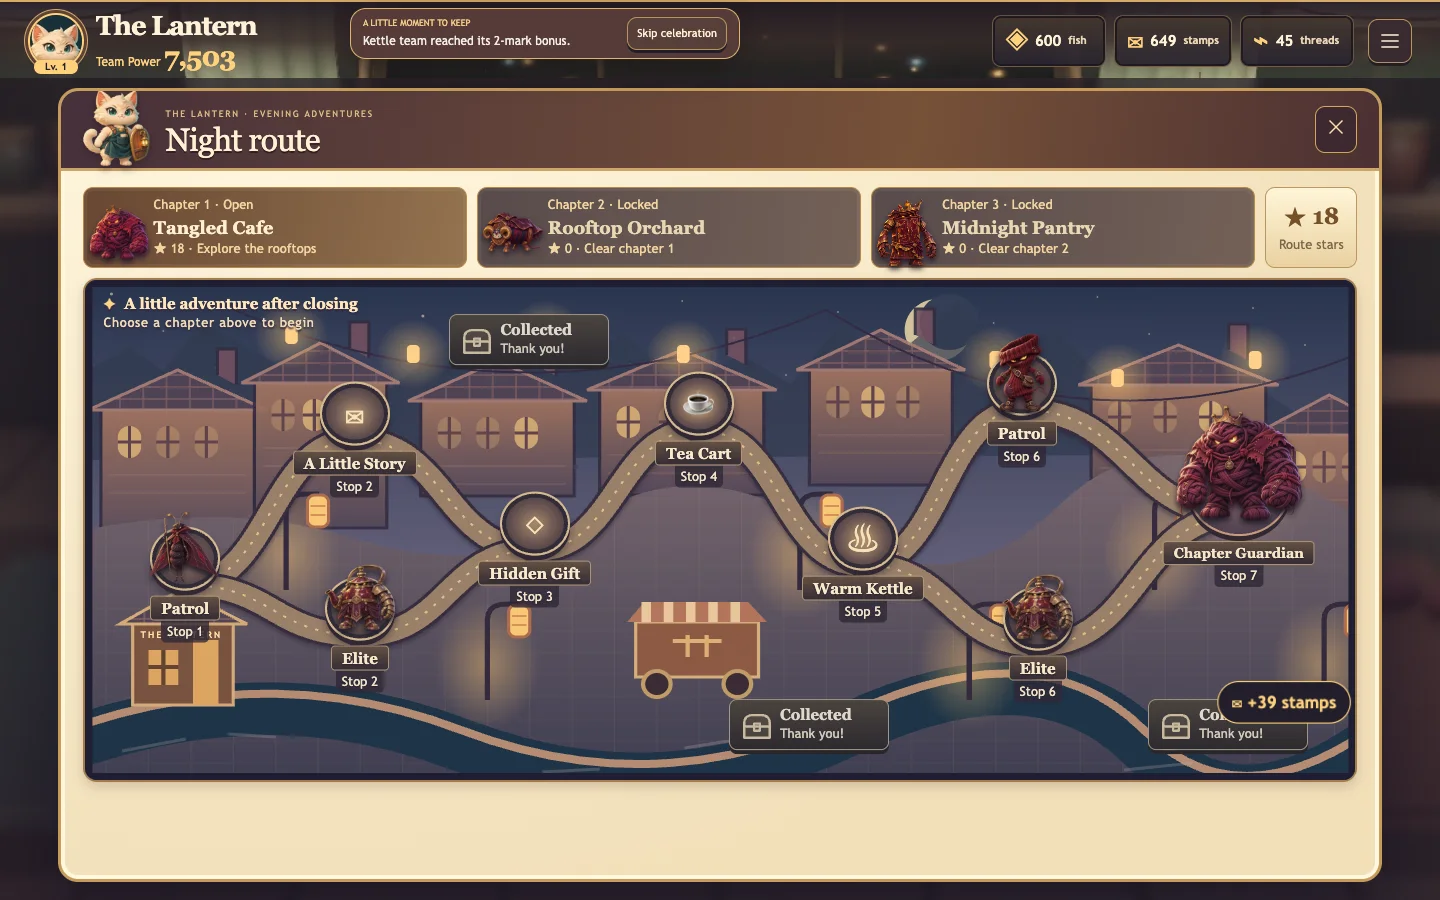 The Lantern
Team Power 7,503
Lv. 1
A LITTLE MOMENT TO KEEP
Kettle team reached its 2-mark bonus.
Skip celebration
600 fish
649 stamps
45 threads
THE LANTERN · EVENING ADVENTURES
Night route
Chapter 1 · Open
Tangled Cafe
★ 18 · Explore the rooftops
Chapter 2 · Locked
Rooftop Orchard
★ 0 · Clear chapter 1
Chapter 3 · Locked
Midnight Pantry
★ 0 · Clear chapter 2
★ 18
Route stars
A little adventure after closing
Choose a chapter above to begin
Collected
Thank you!
A Little Story
Stop 2
Tea Cart
Stop 4
Patrol
Stop 6
Hidden Gift
Stop 3
Warm Kettle
Stop 5
Chapter Guardian
Stop 7
Patrol
Stop 1
Elite
Stop 2
Elite
Stop 6
Collected
Thank you!
+39 stamps
Thank you!